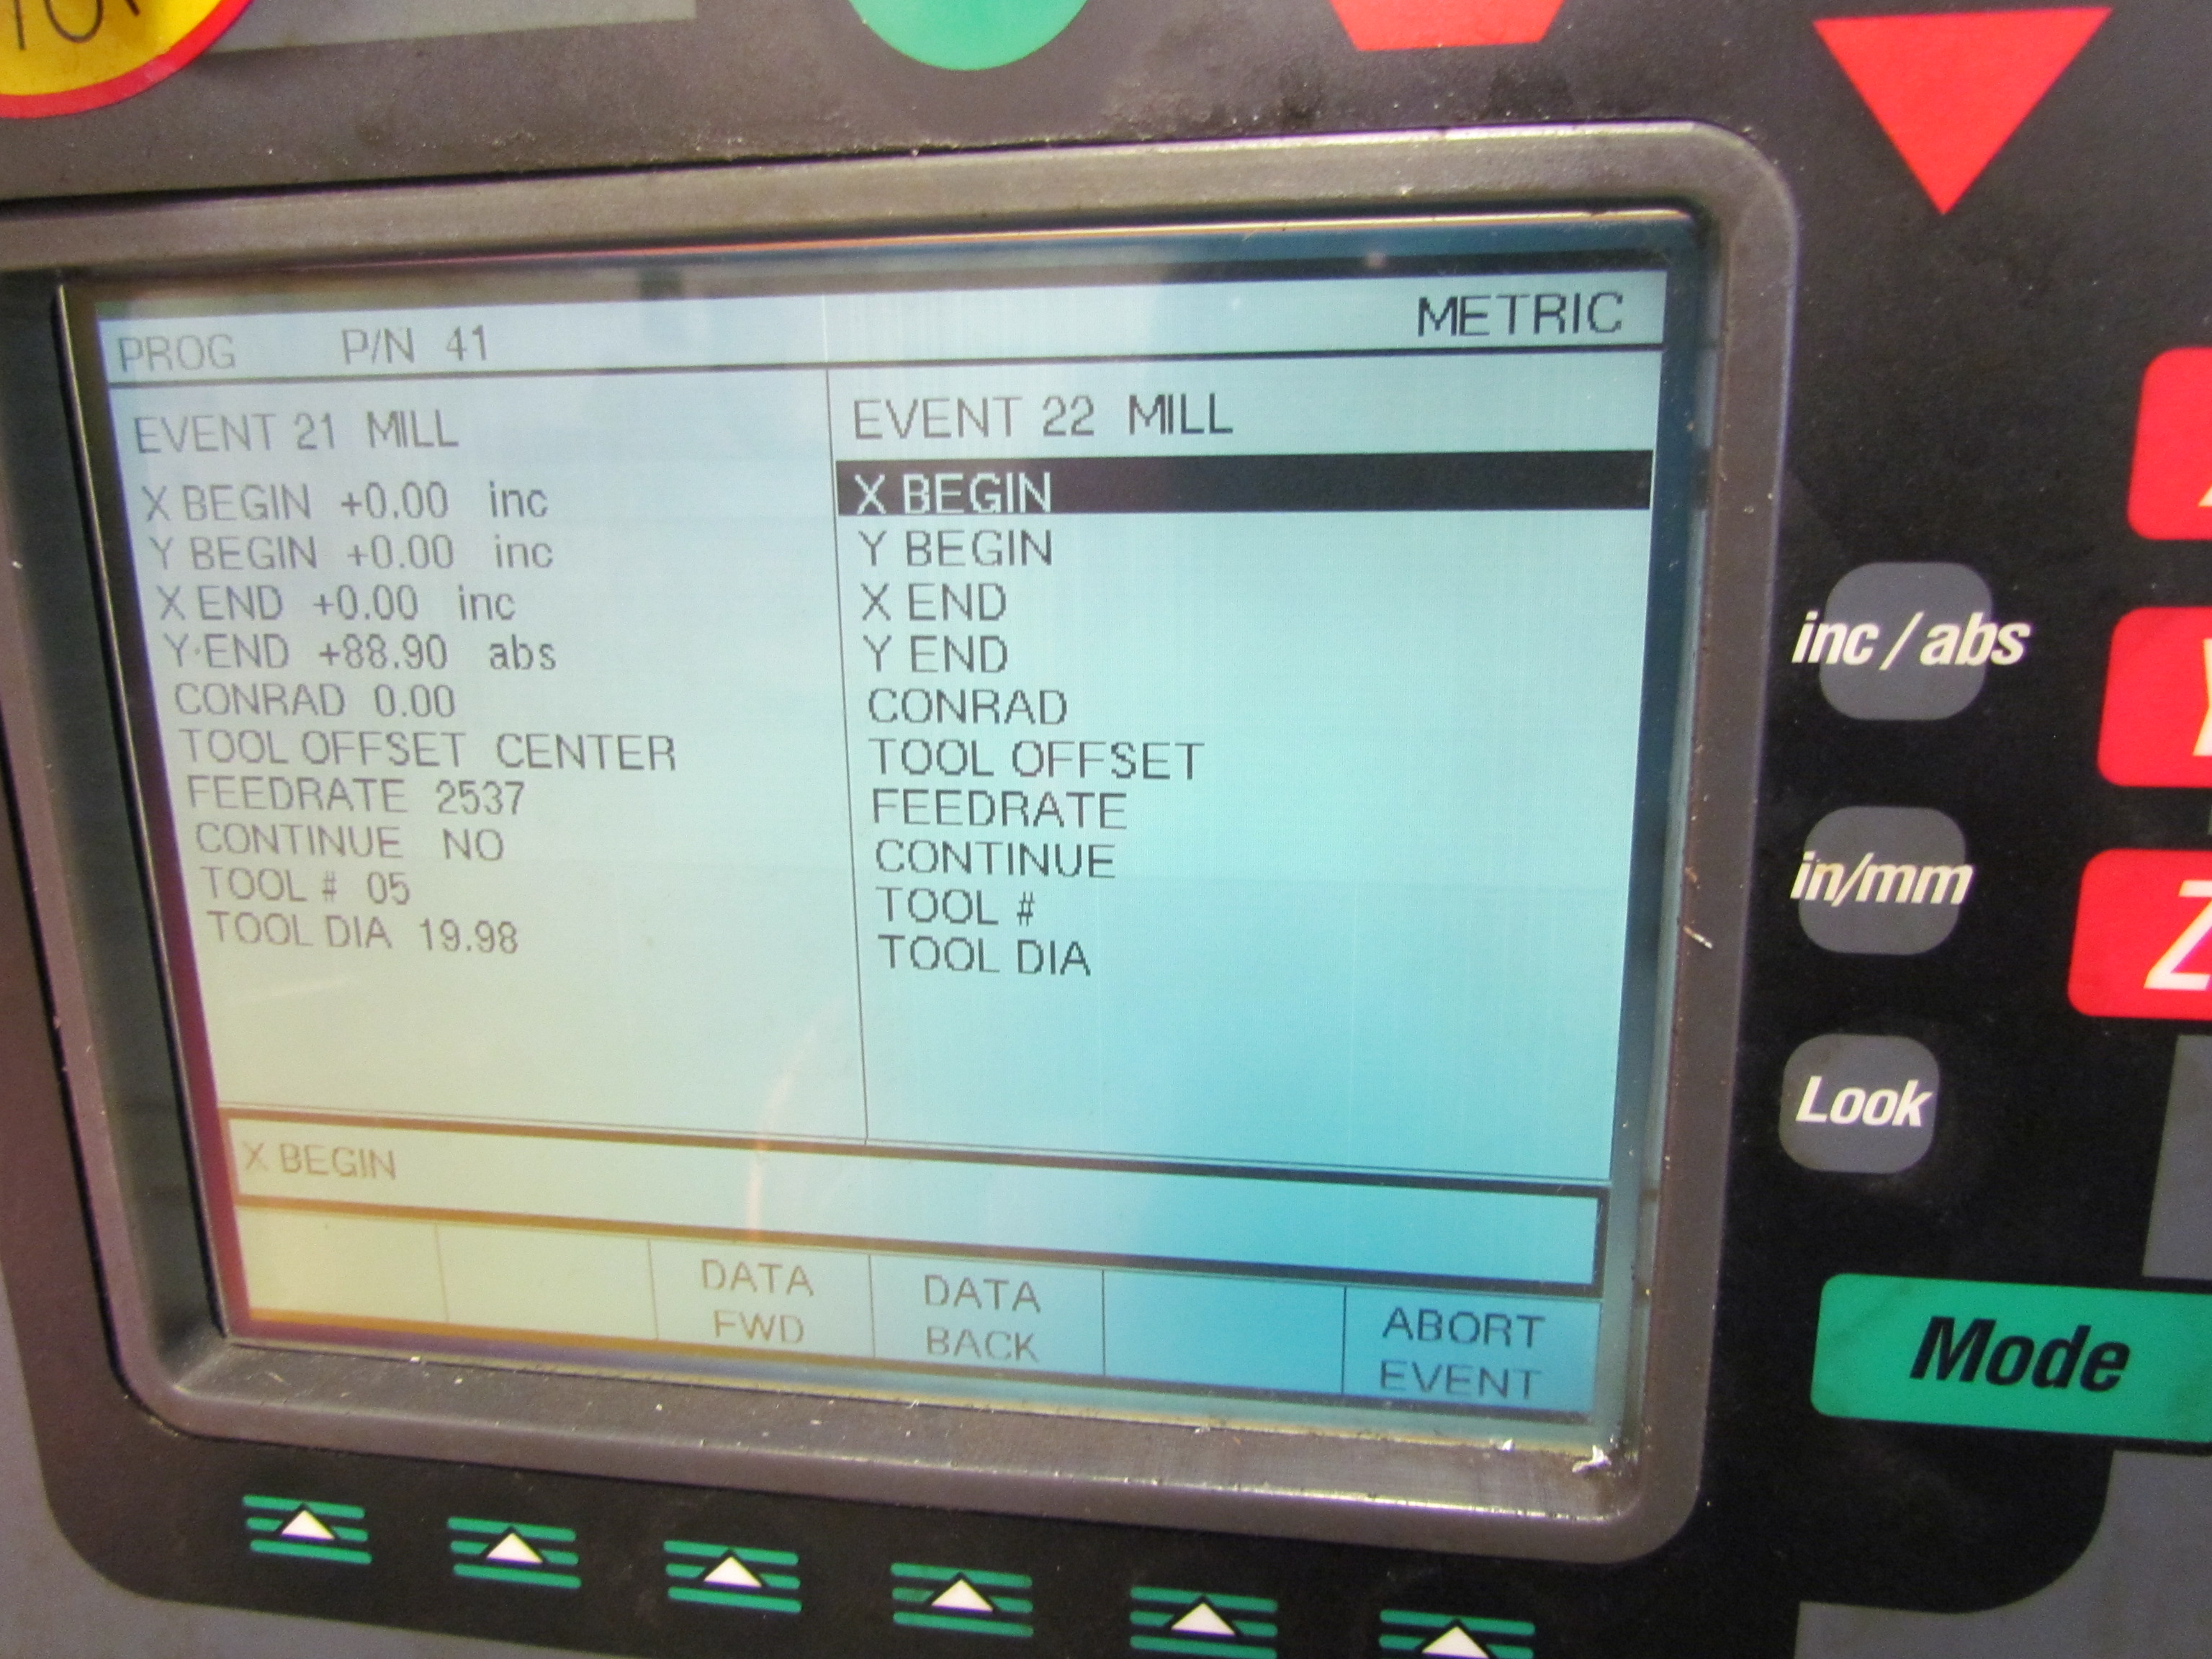 PROG P/N 41 METRIC
EVENT 21 MILL
X BEGIN +0.00 inc
Y BEGIN +0.00 inc
X END +0.00 inc
Y END +88.90 abs
CONRAD 0.00
TOOL OFFSET CENTER
FEEDRATE 2537
CONTINUE NO
TOOL # 05
TOOL DIA 19.98
EVENT 22 MILL
X BEGIN
Y BEGIN
X END
Y END
CONRAD
TOOL OFFSET
FEEDRATE
CONTINUE
TOOL #
TOOL DIA
X BEGIN
DATA FWD
DATA BACK
ABORT EVENT
inc/abs
in/mm
Look
Z
Mode